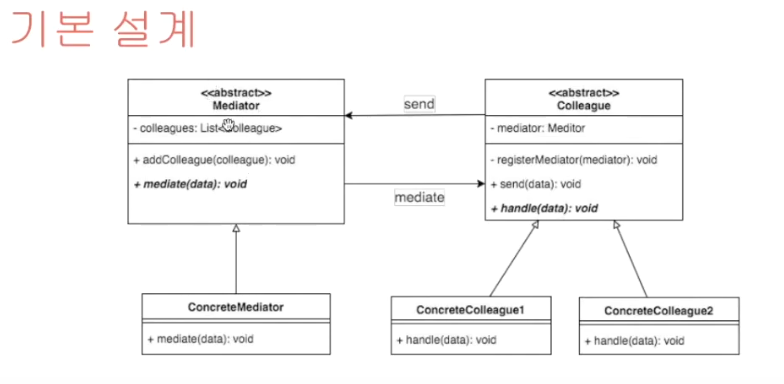 기본 설계
<<abstract>>
Mediator
- colleagues: List<Colleague>
+ addColleague(colleague): void
+ mediate(data): void
send
mediate
<<abstract>>
Colleague
- mediator: Meditor
- registerMediator(mediator): void
+ send(data): void
+ handle(data): void
ConcreteMediator
+ mediate(data): void
ConcreteColleague1
+ handle(data): void
ConcreteColleague2
+ handle(data): void